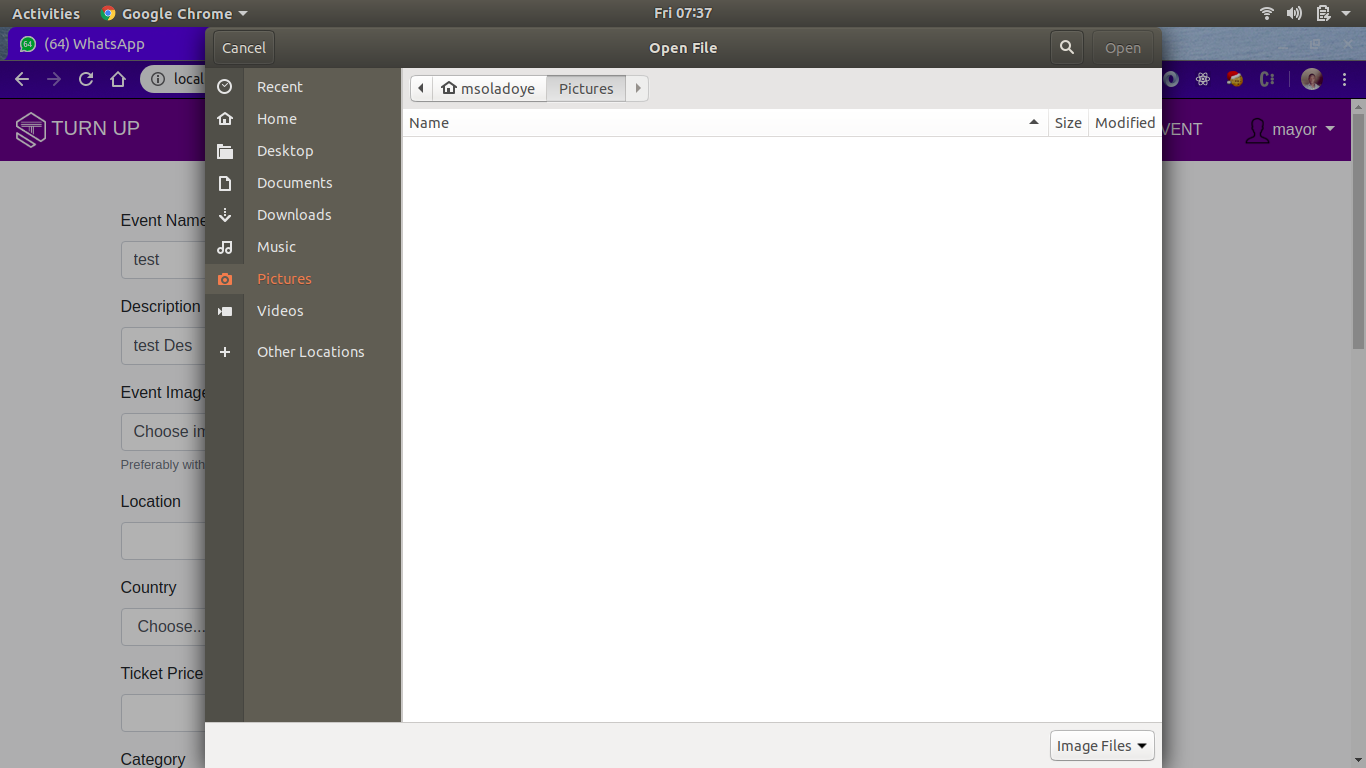 Activities Google Chrome Fri 07:37
(64) WhatsApp
Cancel Open File Open
local
TURN UP
VENT mayor
Recent
Home
Desktop
Documents
Downloads
Music
Pictures
Videos
Other Locations
msoladoye Pictures
Name Size Modified
Event Name
test
Description
test Des
Event Image
Choose im
Preferably with
Location
Country
Choose...
Ticket Price
Category
Image Files